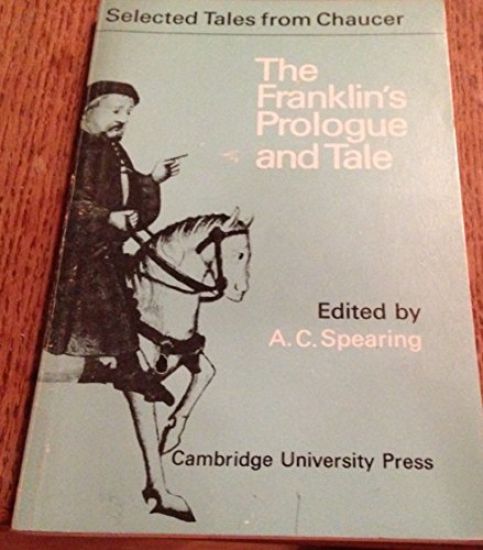 Selected Tales from Chaucer
The
Franklin's
Prologue
and Tale
Edited by
A. C. Spearing
Cambridge University Press